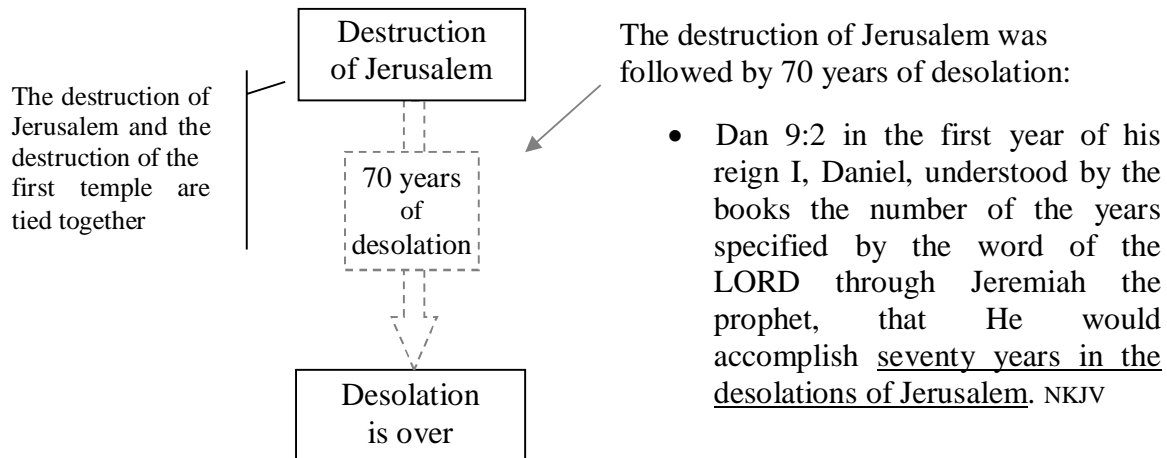 Destruction
of Jerusalem
The destruction of
Jerusalem and the
destruction of the
first temple are
tied together
70 years
of
desolation
Desolation
is over
The destruction of Jerusalem was
followed by 70 years of desolation:
• Dan 9:2 in the first year of his
reign I, Daniel, understood by the
books the number of the years
specified by the word of the
LORD through Jeremiah the
prophet, that He would
accomplish seventy years in the
desolations of Jerusalem. NKJV